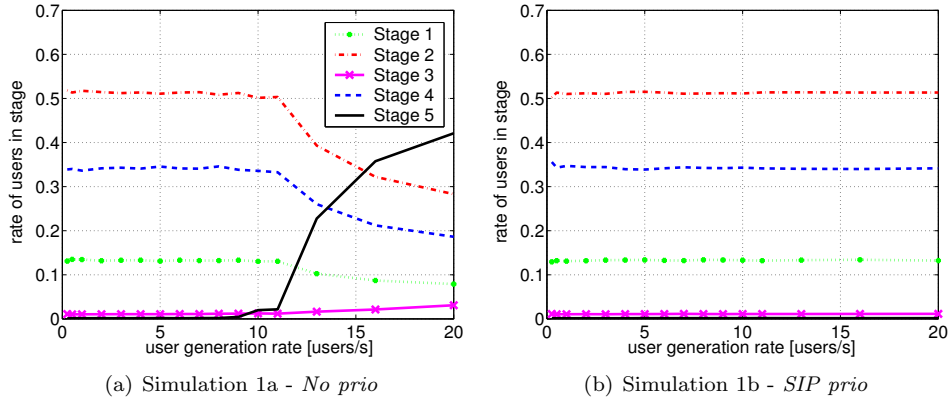 0.7
0.6
0.5
0.4
0.3
0.2
0.1
0
rate of users in stage
0
5
10
15
20
user generation rate [users/s]
Stage 1
Stage 2
Stage 3
Stage 4
Stage 5
(a) Simulation 1a - No prio
0.7
0.6
0.5
0.4
0.3
0.2
0.1
0
rate of users in stage
0
5
10
15
20
user generation rate [users/s]
(b) Simulation 1b - SIP prio